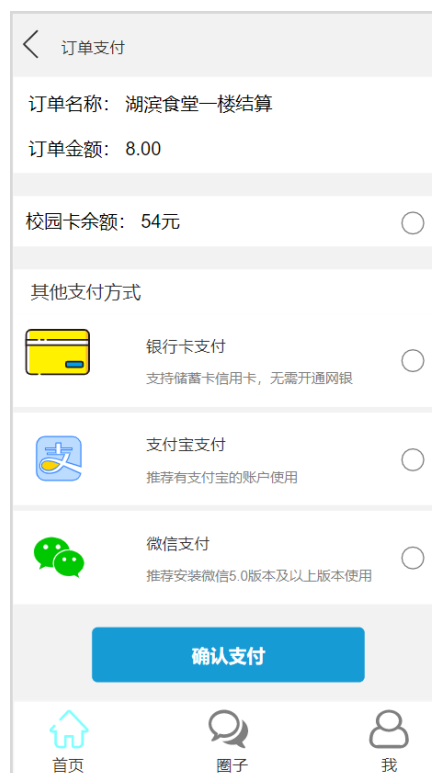 订单支付
订单名称： 湖滨食堂一楼结算
订单金额： 8.00
校园卡余额： 54元
其他支付方式
银行卡支付
支持储蓄卡信用卡，无需开通网银
支付宝支付
推荐有支付宝的账户使用
微信支付
推荐安装微信5.0版本及以上版本使用
确认支付
首页 圈子 我